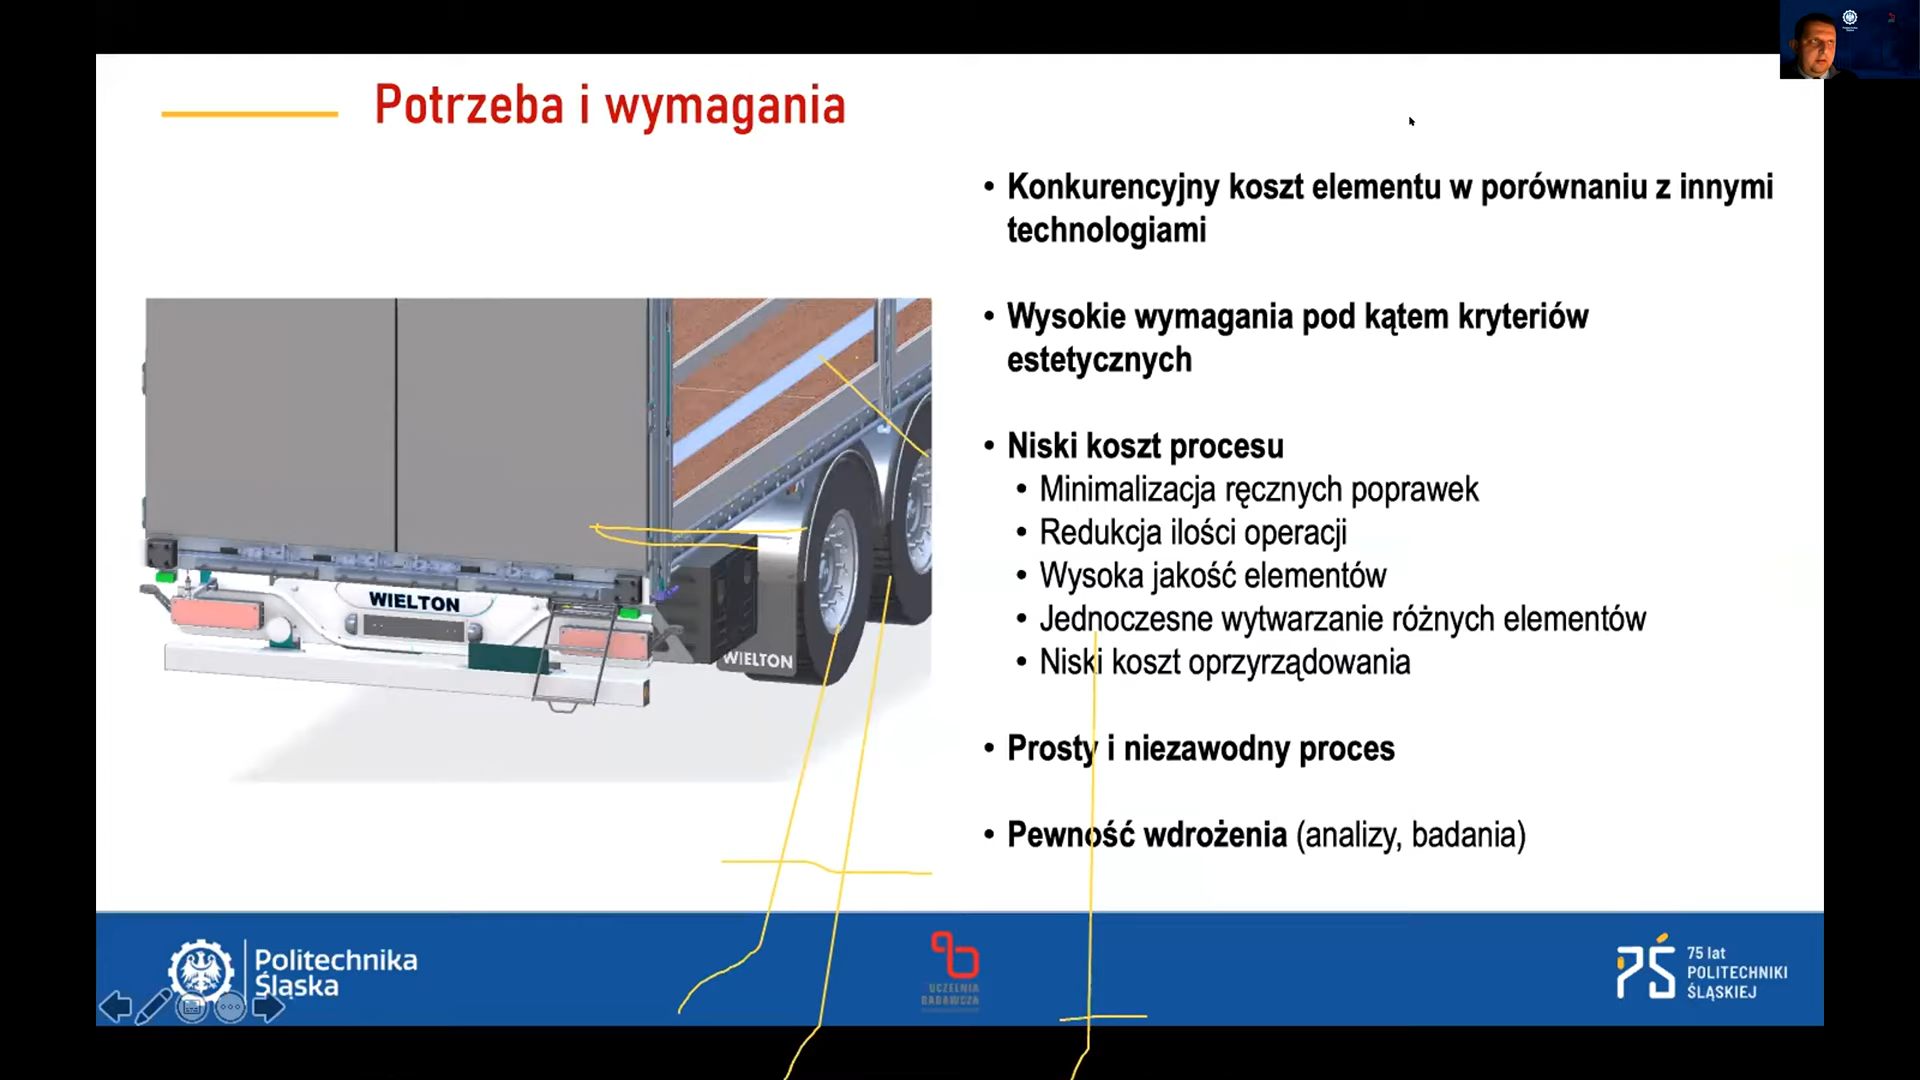 Potrzeba i wymagania
• Konkurencyjny koszt elementu w porównaniu z innymi
technologiami
• Wysokie wymagania pod kątem kryteriów
estetycznych
• Niski koszt procesu
• Minimalizacja ręcznych poprawek
• Redukcja ilości operacji
• Wysoka jakość elementów
• Jednoczesne wytwarzanie różnych elementów
• Niski koszt oprzyrządowania
• Prosty i niezawodny proces
• Pewność wdrożenia (analizy, badania)
WIELTON
WIELTON
Politechnika
Śląska
UCZELNIA
BADAWCZA
PŚ
75 lat
POLITECHNIKI
ŚLĄSKIEJ